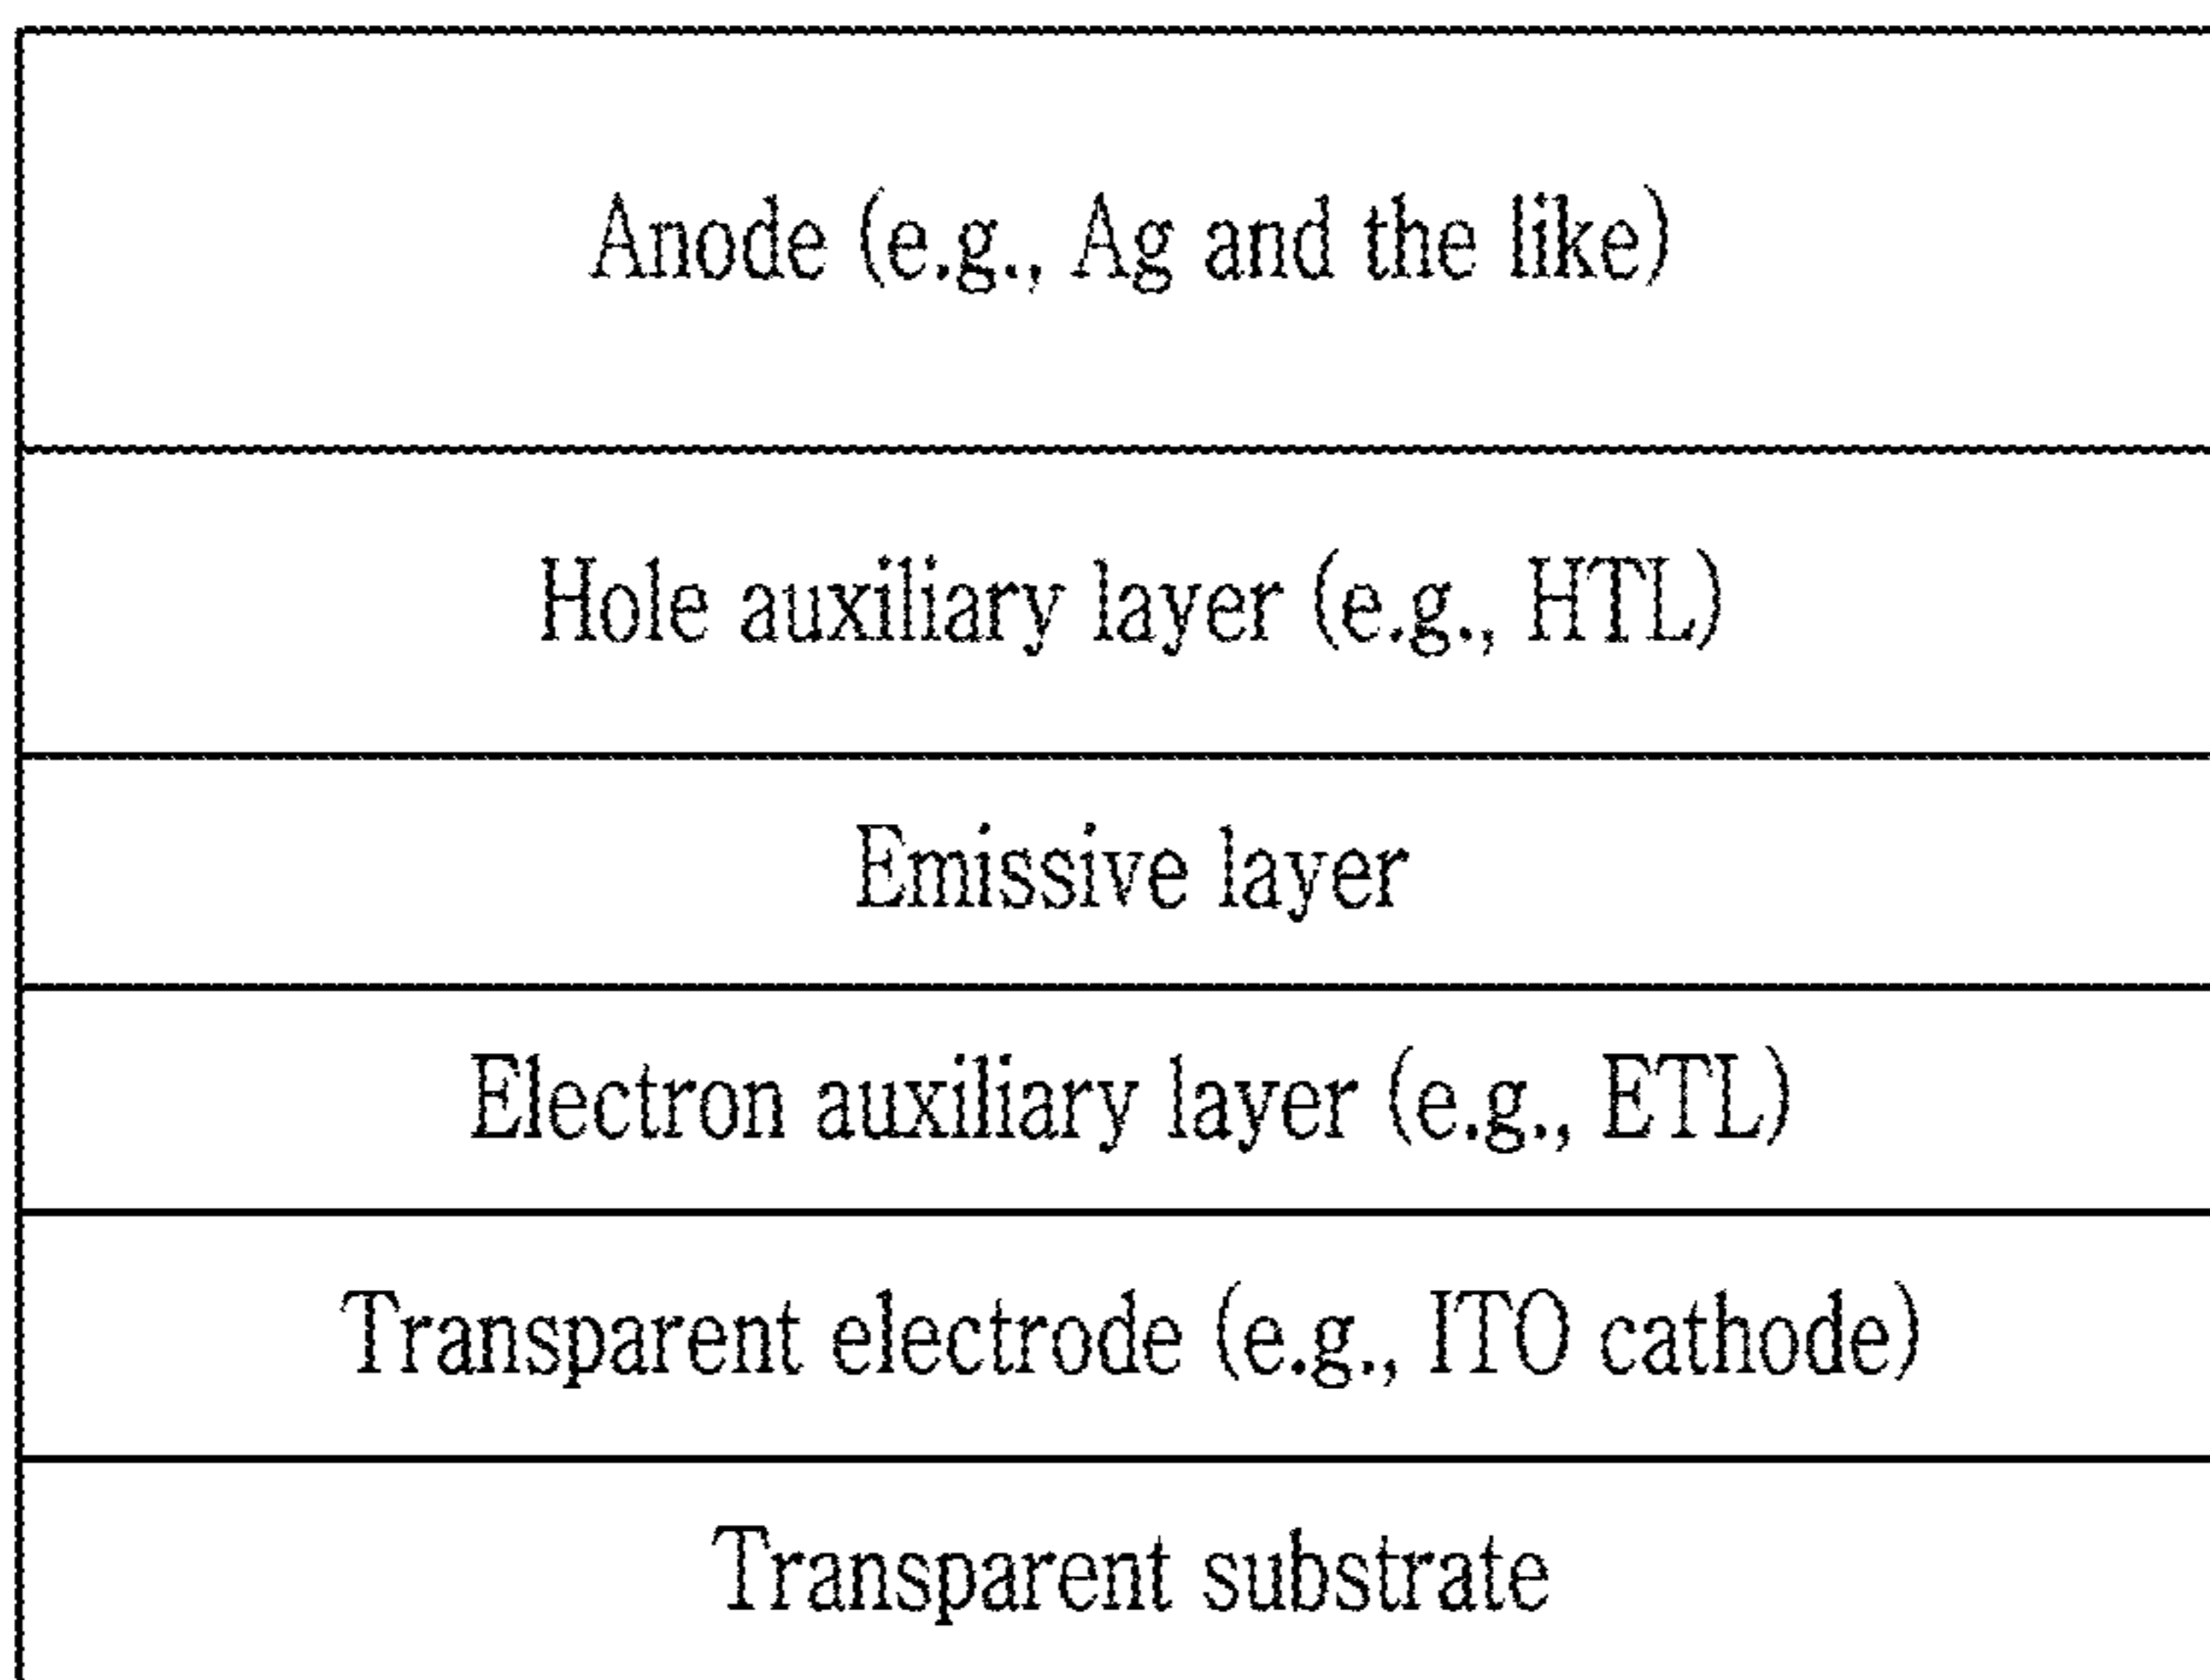 Anode (e.g., Ag and the like)
Hole auxiliary layer (e.g., HTL)
Emissive layer
Electron auxiliary layer (e.g., ETL)
Transparent electrode (e.g., ITO cathode)
Transparent substrate